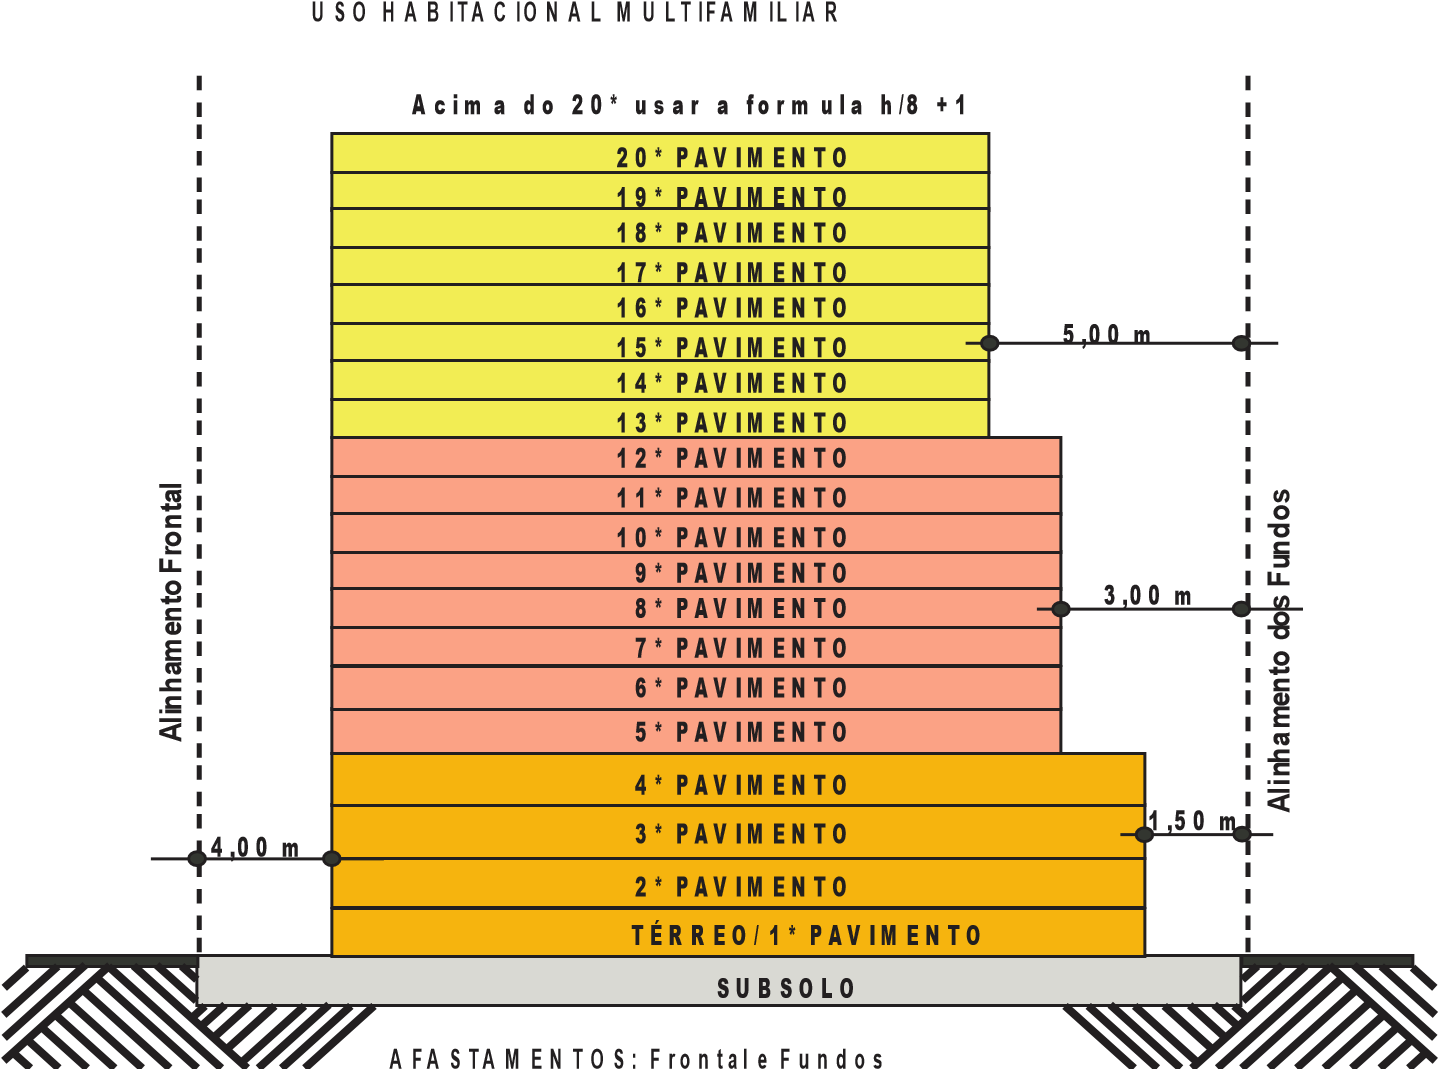 USO HABITACIONAL MULTIFAMILIAR
Acima do 20* usar a formula h/8 +1
20* PAVIMENTO
19* PAVIMENTO
18* PAVIMENTO
17* PAVIMENTO
16* PAVIMENTO
15* PAVIMENTO
5,00 m
14* PAVIMENTO
13* PAVIMENTO
12* PAVIMENTO
11* PAVIMENTO
10* PAVIMENTO
9* PAVIMENTO
8* PAVIMENTO
3,00 m
7* PAVIMENTO
6* PAVIMENTO
5* PAVIMENTO
Alinhamento Frontal
Alinhamento dos Fundos
4* PAVIMENTO
3* PAVIMENTO
1,50 m
4,00 m
2* PAVIMENTO
TÉRREO/ 1* PAVIMENTO
SUBSOLO
AFASTAMENTOS: Frontal e Fundos